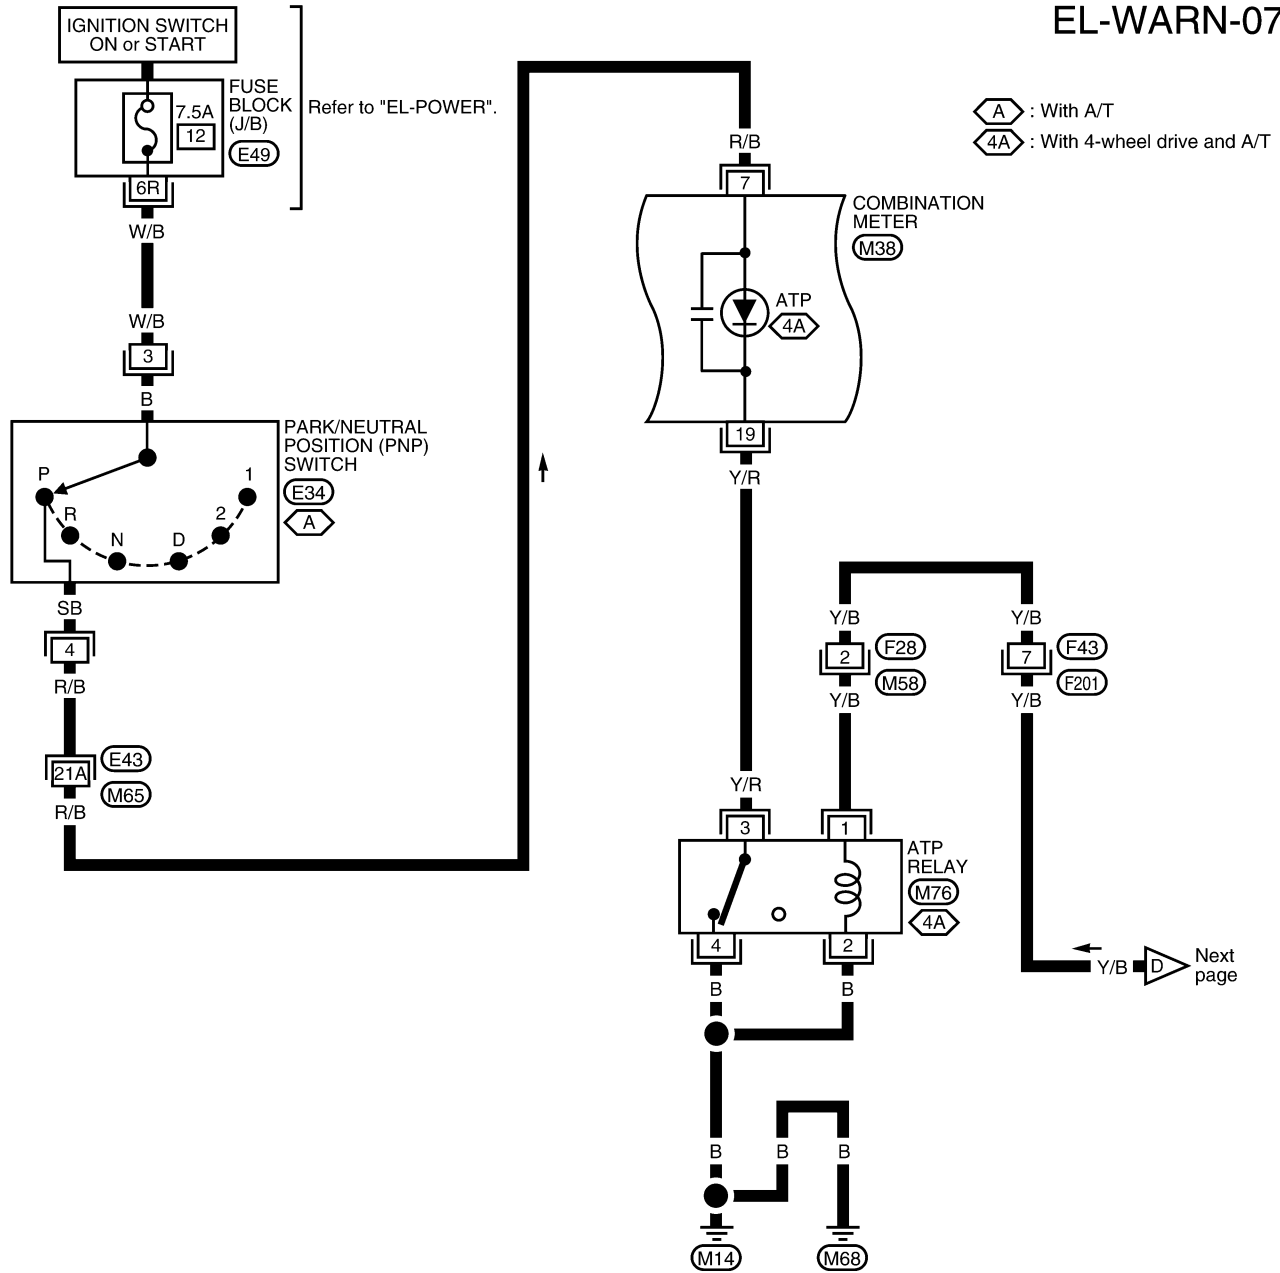 EL-WARN-07
IGNITION SWITCH
ON or START
FUSE
BLOCK
(J/B)
E49
7.5A
12
Refer to "EL-POWER".
A : With A/T
4A : With 4-wheel drive and A/T
6R
W/B
W/B
3
B
PARK/NEUTRAL
POSITION (PNP)
SWITCH
E34
A
P
R
N
D
2
1
SB
4
R/B
21A
E43
M65
R/B
R/B
7
COMBINATION
METER
M38
ATP
4A
19
Y/R
Y/R
3
Y/B
2
F28
M58
Y/B
1
Y/B
7
F43
F201
Y/B
ATP
RELAY
M76
4A
4
2
B
B
Y/B
D
Next
page
B
B
B
M14
M68